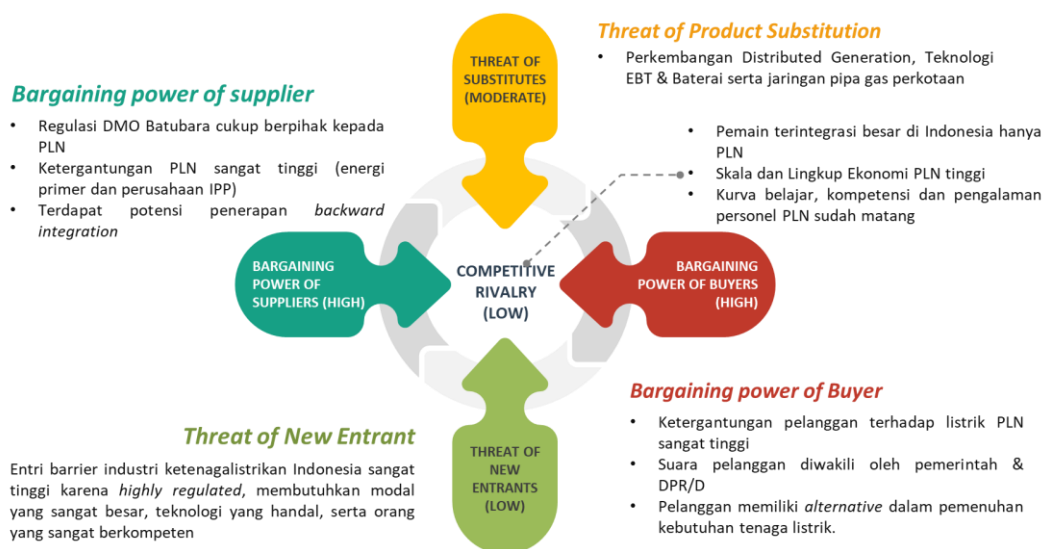 Threat of Product Substitution
• Perkembangan Distributed Generation, Teknologi
EBT & Baterai serta jaringan pipa gas perkotaan
THREAT OF
SUBSTITUTES
(MODERATE)
Bargaining power of supplier
• Regulasi DMO Batubara cukup berpihak kepada
PLN
• Ketergantungan PLN sangat tinggi (energi
primer dan perusahaan IPP)
• Terdapat potensi penerapan backward
integration
• Pemain terintegrasi besar di Indonesia hanya
PLN
• Skala dan Lingkup Ekonomi PLN tinggi
• Kurva belajar, kompetensi dan pengalaman
personel PLN sudah matang
BARGAINING
POWER OF
SUPPLIERS (HIGH)
COMPETITIVE
RIVALRY
(LOW)
BARGAINING
POWER OF BUYERS
(HIGH)
Threat of New Entrant
Entri barrier industri ketenagalistrikan Indonesia sangat
tinggi karena highly regulated, membutuhkan modal
yang sangat besar, teknologi yang handal, serta orang
yang sangat berkompeten
THREAT OF
NEW
ENTRANTS
(LOW)
Bargaining power of Buyer
• Ketergantungan pelanggan terhadap listrik PLN
sangat tinggi
• Suara pelanggan diwakili oleh pemerintah &
DPR/D
• Pelanggan memiliki alternative dalam pemenuhan
kebutuhan tenaga listrik.